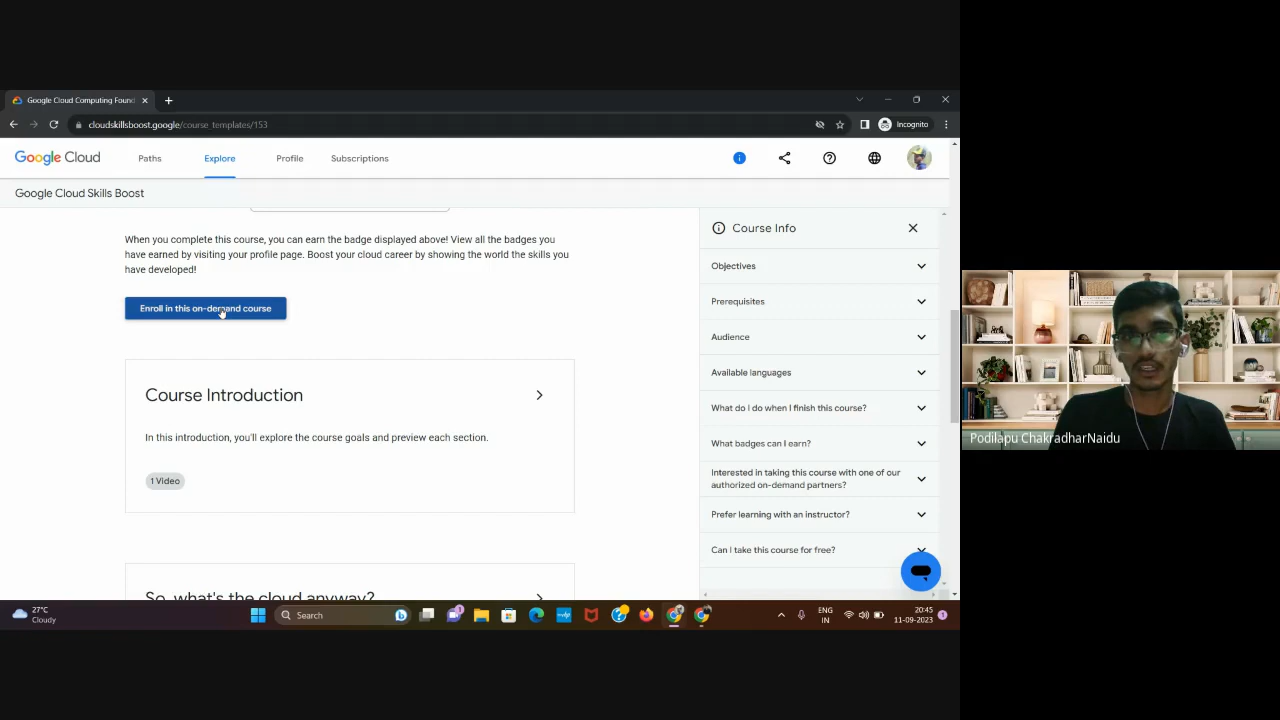 Google Cloud Computing Found
cloudskillsboost.google/course_templates/153
Incognito
Google Cloud
Paths
Explore
Profile
Subscriptions
Google Cloud Skills Boost
When you complete this course, you can earn the badge displayed above! View all the badges you
have earned by visiting your profile page. Boost your cloud career by showing the world the skills you
have developed!
Enroll in this on-demand course
Course Introduction
In this introduction, you'll explore the course goals and preview each section.
1 Video
So, what's the cloud anyway?
Course Info
Objectives
Prerequisites
Audience
Available languages
What do I do when I finish this course?
What badges can I earn?
Interested in taking this course with one of our
authorized on-demand partners?
Prefer learning with an instructor?
Can I take this course for free?
Podilapu ChakradharNaidu
27°C
Cloudy
Search
ENG
IN
20:45
11-09-2023